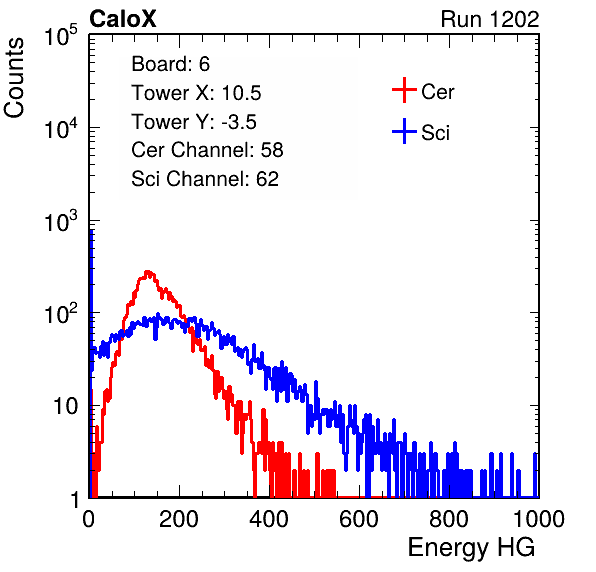 CaloX Run 1202
Counts
Board: 6
Tower X: 10.5
Tower Y: -3.5
Cer Channel: 58
Sci Channel: 62
Cer
Sci
10^5
10^4
10^3
10^2
10
1
0 200 400 600 800 1000
Energy HG